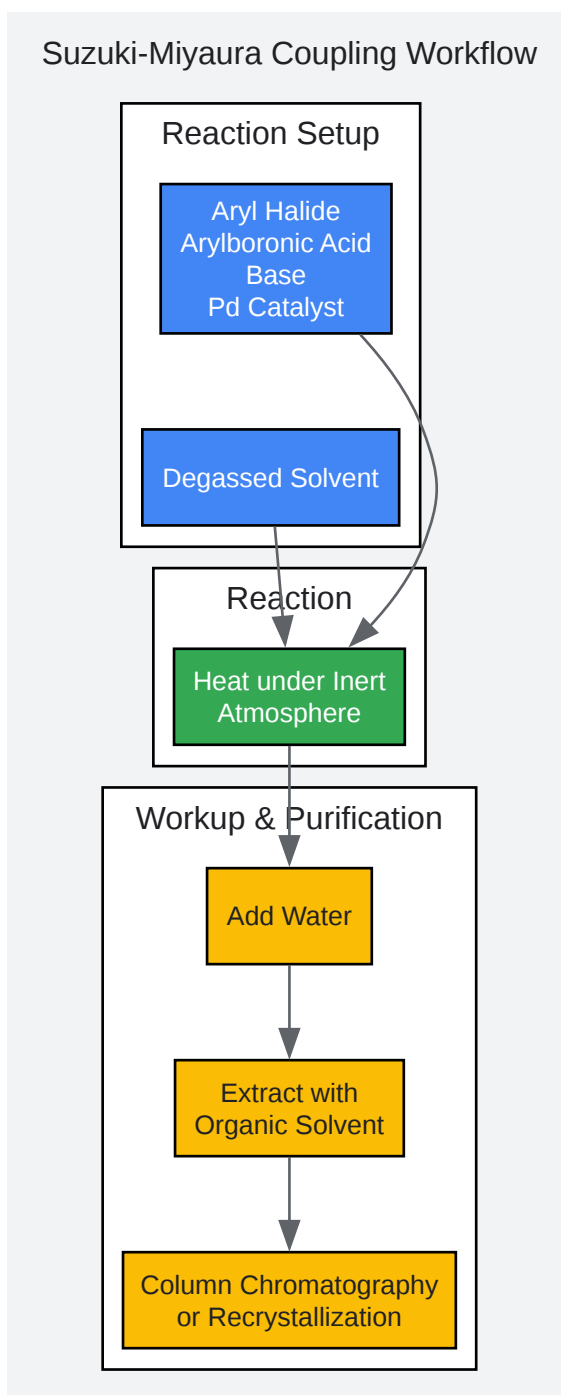 Suzuki-Miyaura Coupling Workflow
Reaction Setup
Aryl Halide
Arylboronic Acid
Base
Pd Catalyst
Degassed Solvent
Reaction
Heat under Inert
Atmosphere
Workup & Purification
Add Water
Extract with
Organic Solvent
Column Chromatography
or Recrystallization